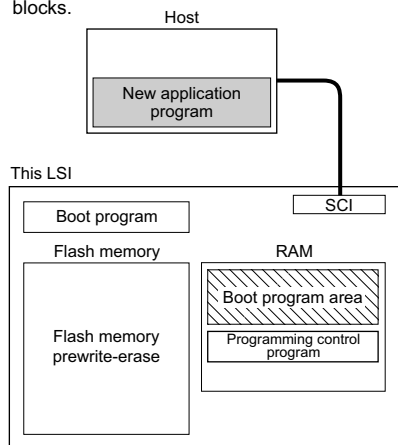 blocks.
Host
New application
program
This LSI
SCI
Boot program
Flash memory
RAM
Boot program area
Flash memory
prewrite-erase
Programming control
program